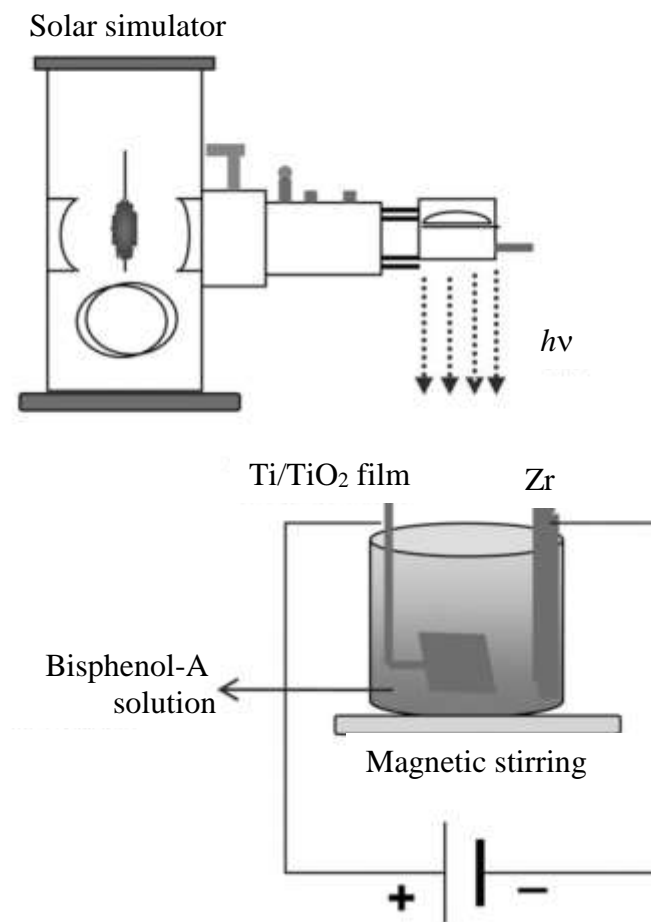 Solar simulator
hν
Ti/TiO₂ film
Zr
Bisphenol-A
solution
Magnetic stirring
+
−